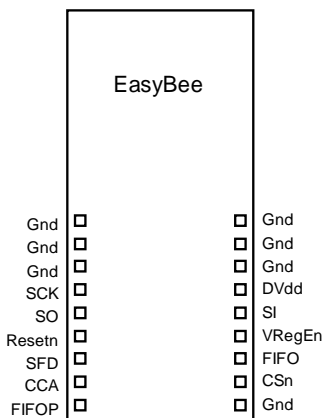 EasyBee
Gnd Gnd
Gnd Gnd
Gnd Gnd
SCK DVdd
SO SI
Resetn VRegEn
SFD FIFO
CCA CSn
FIFOP Gnd